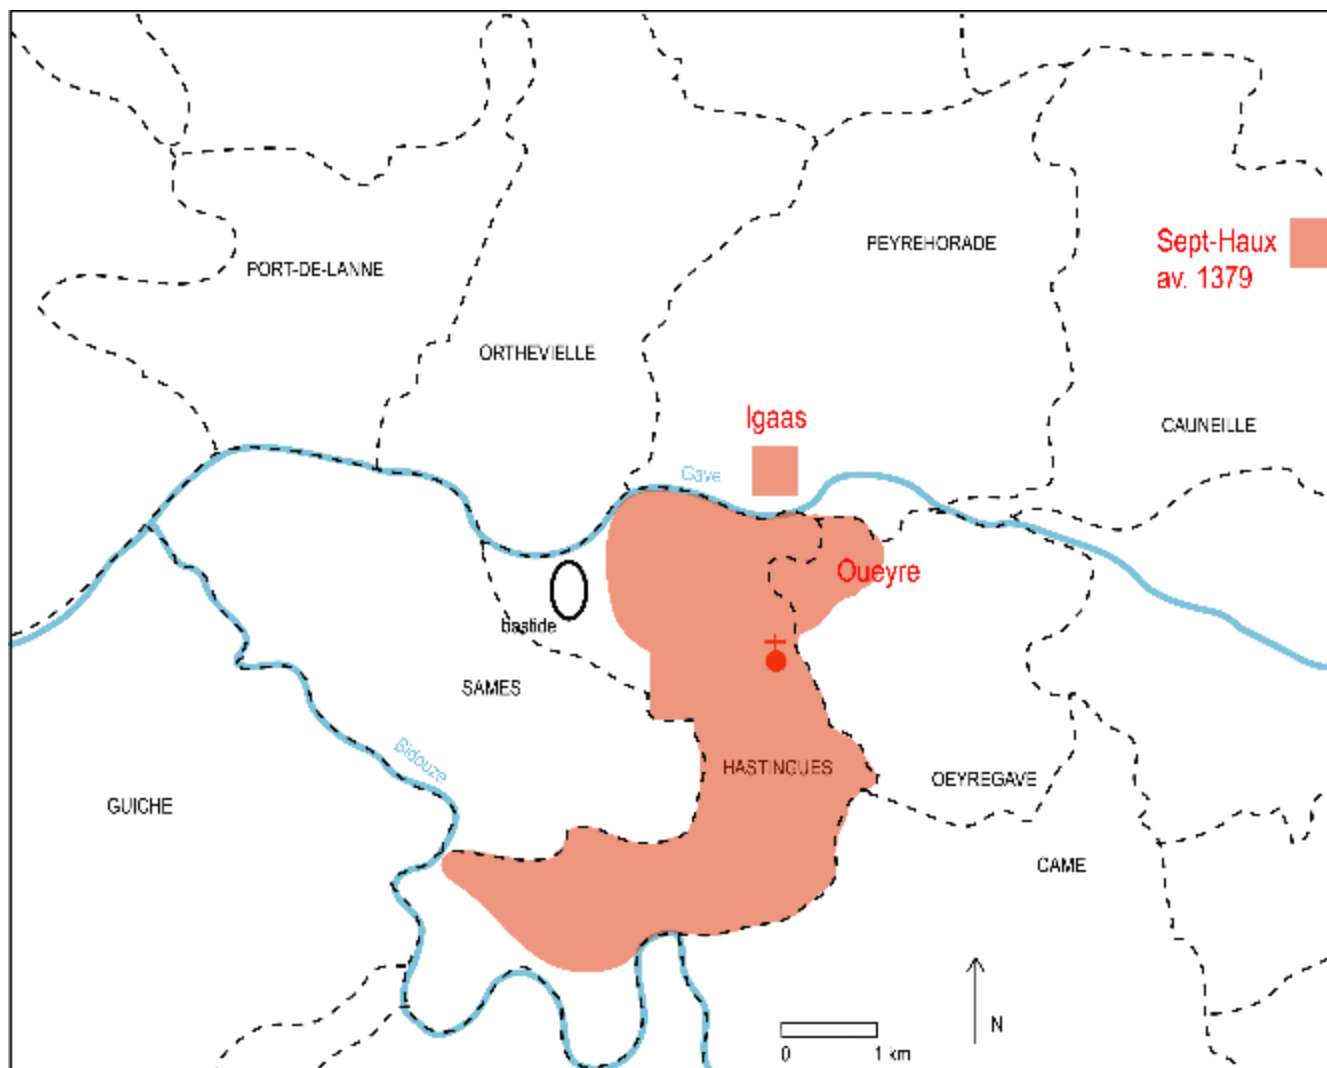 PEYREHORADE
Sept-Haux
av. 1379
PORT-DE-LANNE
ORTHEVIELLE
Igaas
CAUNEILLE
Gave
Oueyre
bastide
SAMES
Bidouze
HASTINGUES
OEYREGAVE
GUICHE
CAME
N
0 1 km